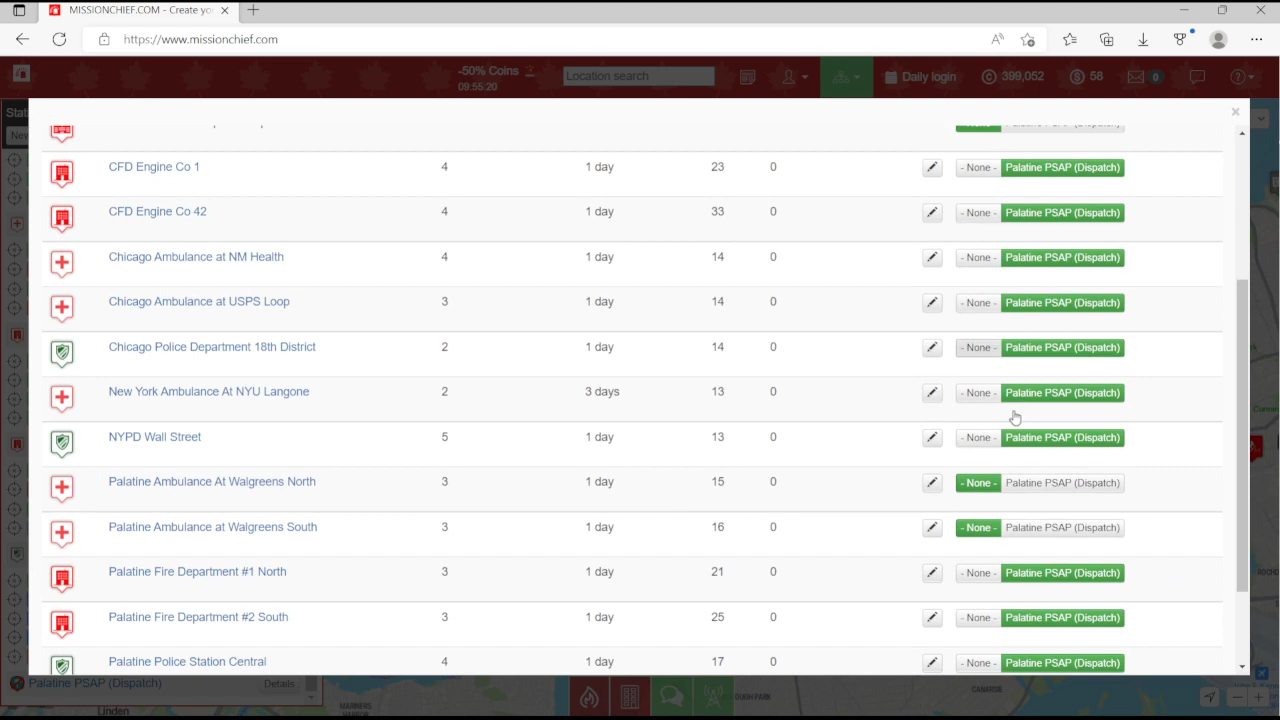 MISSIONCHIEF.COM - Create yo
https://www.missionchief.com
-50% Coins
09:55:20
Location search
Daily login
399,052
58
0
Stat
New
CFD Engine Co 1 4 1 day 23 0 - None - Palatine PSAP (Dispatch)
CFD Engine Co 42 4 1 day 33 0 - None - Palatine PSAP (Dispatch)
Chicago Ambulance at NM Health 4 1 day 14 0 - None - Palatine PSAP (Dispatch)
Chicago Ambulance at USPS Loop 3 1 day 14 0 - None - Palatine PSAP (Dispatch)
Chicago Police Department 18th District 2 1 day 14 0 - None - Palatine PSAP (Dispatch)
New York Ambulance At NYU Langone 2 3 days 13 0 - None - Palatine PSAP (Dispatch)
NYPD Wall Street 5 1 day 13 0 - None - Palatine PSAP (Dispatch)
Palatine Ambulance At Walgreens North 3 1 day 15 0 - None - Palatine PSAP (Dispatch)
Palatine Ambulance at Walgreens South 3 1 day 16 0 - None - Palatine PSAP (Dispatch)
Palatine Fire Department #1 North 3 1 day 21 0 - None - Palatine PSAP (Dispatch)
Palatine Fire Department #2 South 3 1 day 25 0 - None - Palatine PSAP (Dispatch)
Palatine Police Station Central 4 1 day 17 0 - None - Palatine PSAP (Dispatch)
Palatine PSAP (Dispatch) Details
OUGH PARK
CANARSIE
WARINERS
HARBOR
Linden